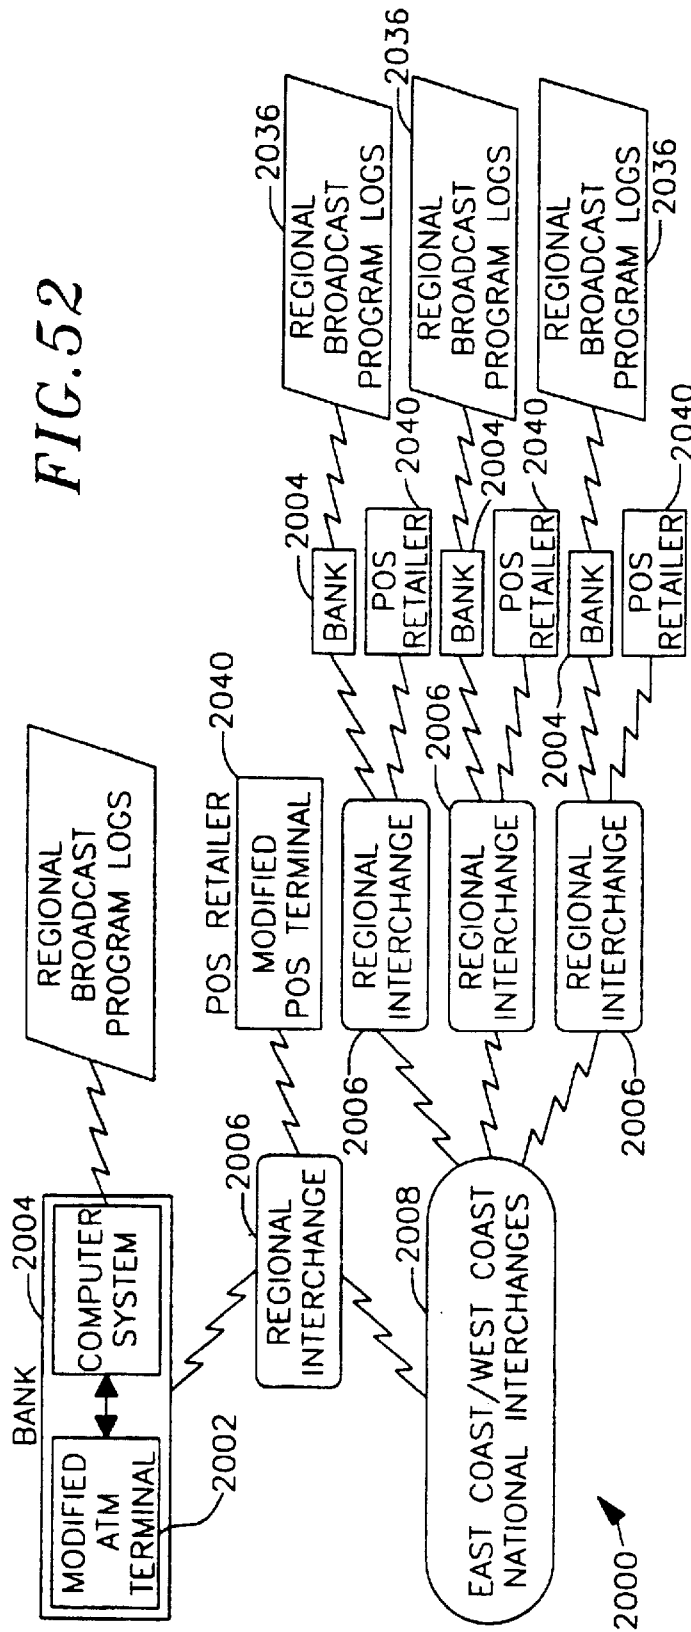 FIG.52
BANK
2004
MODIFIED
ATM
TERMINAL
COMPUTER
SYSTEM
2002
REGIONAL
BROADCAST
PROGRAM LOGS
2006
REGIONAL
INTERCHANGE
POS RETAILER
2040
MODIFIED
POS TERMINAL
2008
EAST COAST/WEST COAST
NATIONAL INTERCHANGES
2000
2006
REGIONAL
INTERCHANGE
2004
BANK
2036
REGIONAL
BROADCAST
PROGRAM LOGS
2040
POS
RETAILER
2006
REGIONAL
INTERCHANGE
2004
BANK
2036
REGIONAL
BROADCAST
PROGRAM LOGS
2040
POS
RETAILER
2006
REGIONAL
INTERCHANGE
2004
BANK
2036
REGIONAL
BROADCAST
PROGRAM LOGS
2040
POS
RETAILER